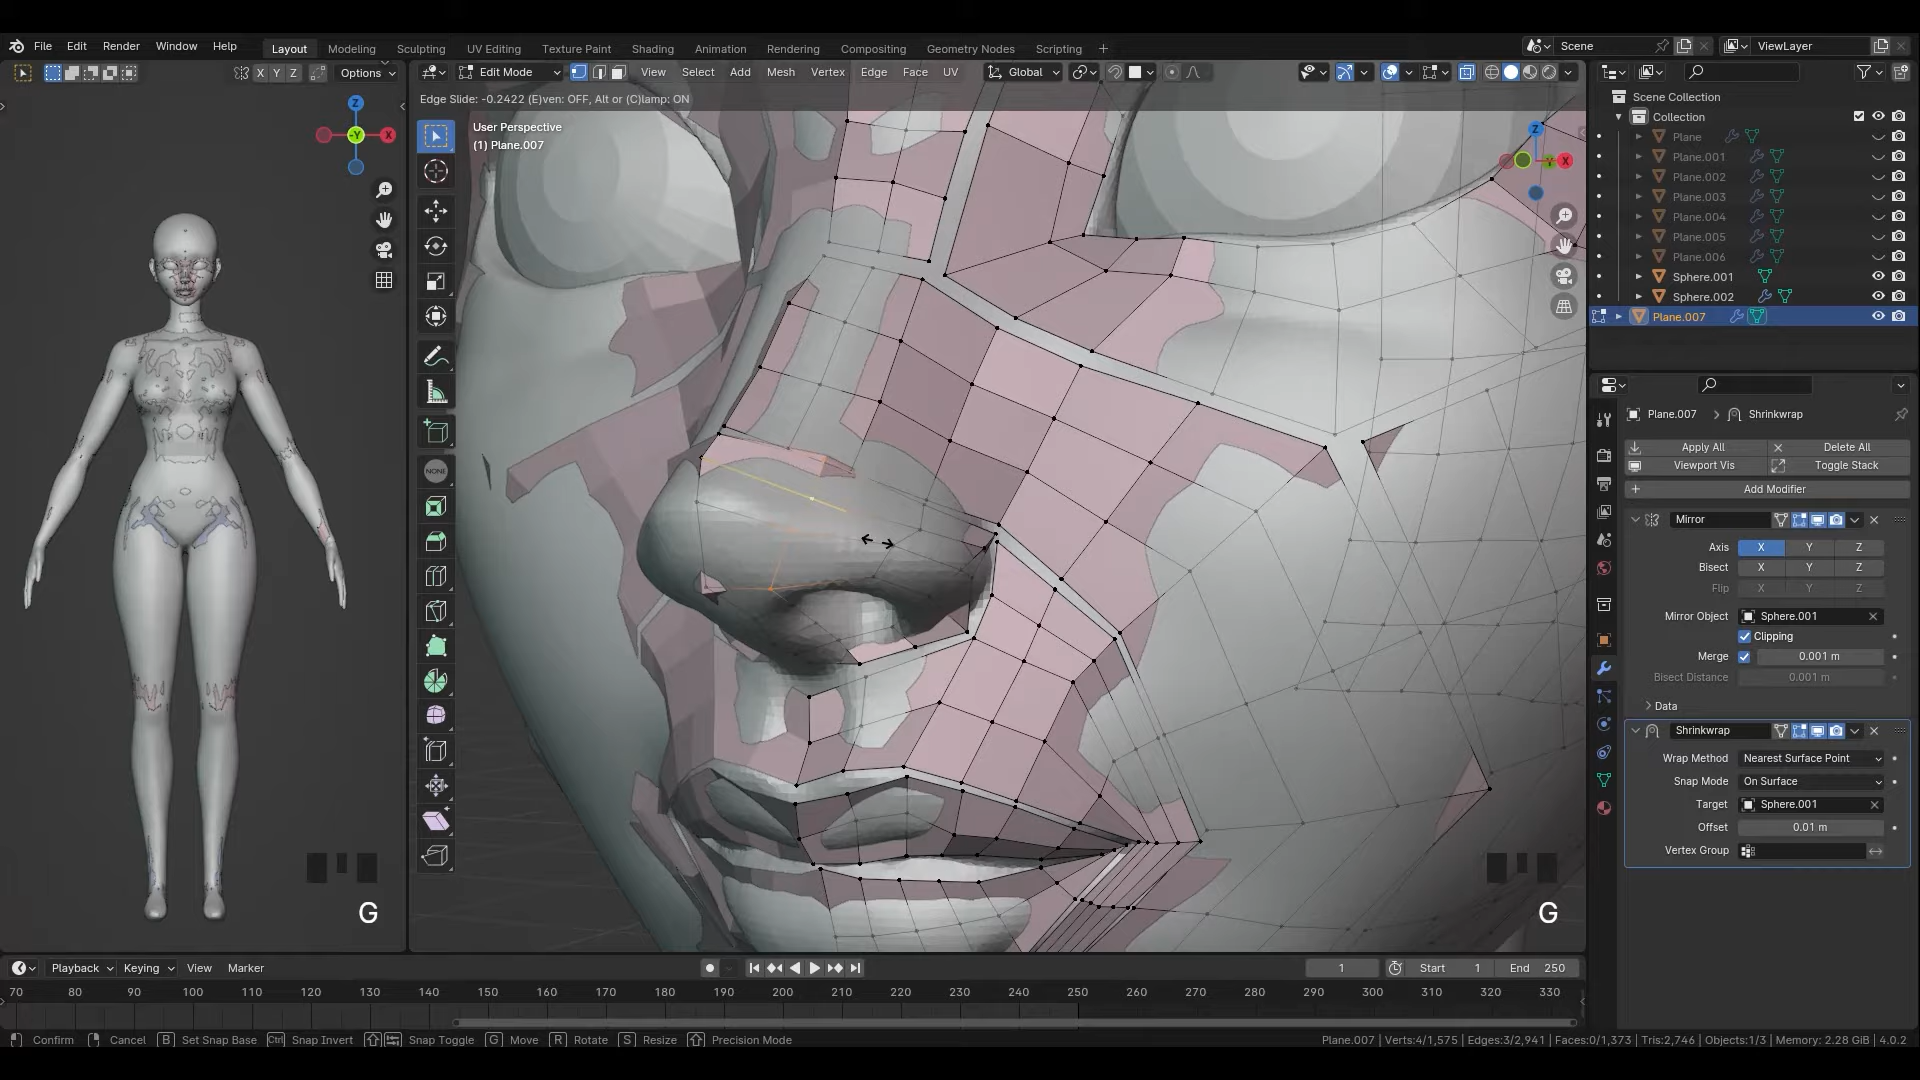 File Edit Render Window Help
Layout Modeling Sculpting UV Editing Texture Paint Shading Animation Rendering Compositing Geometry Nodes Scripting +
Scene
ViewLayer
X Y Z Options
Edit Mode View Select Add Mesh Vertex Edge Face UV Global
Edge Slide: -0.2422 (E)ven: OFF, Alt or (C)lamp: ON
User Perspective
(1) Plane.007
Z
-Y
X
Z
Y
X
NONE
G
G
Scene Collection
Collection
Plane
Plane.001
Plane.002
Plane.003
Plane.004
Plane.005
Plane.006
Sphere.001
Sphere.002
Plane.007
Plane.007 > Shrinkwrap
Apply All Delete All
Viewport Vis Toggle Stack
+ Add Modifier
Mirror
Axis X Y Z
Bisect X Y Z
Flip X Y Z
Mirror Object Sphere.001
Clipping
Merge 0.001 m
Bisect Distance 0.001 m
Data
Shrinkwrap
Wrap Method Nearest Surface Point
Snap Mode On Surface
Target Sphere.001
Offset 0.01 m
Vertex Group
Playback Keying View Marker
1 Start 1 End 250
70 80 90 100 110 120 130 140 150 160 170 180 190 200 210 220 230 240 250 260 270 280 290 300 310 320 330
Confirm Cancel B Set Snap Base Ctrl Snap Invert Snap Toggle G Move R Rotate S Resize Precision Mode
Plane.007 | Verts:4/1,575 | Edges:3/2,941 | Faces:0/1,373 | Tris:2,746 | Objects:1/3 | Memory: 2.28 GiB | 4.0.2